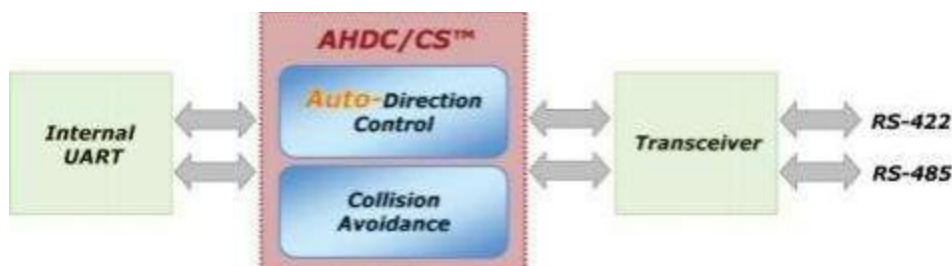 AHDC/CS™
Auto-Direction
Control
Internal
UART
Collision
Avoidance
Transceiver
RS-422
RS-485